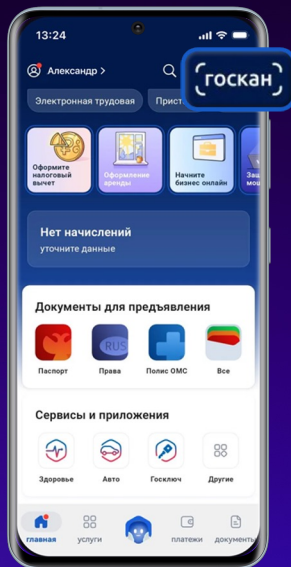 13:24
Александр >
госкан
Электронная трудовая
Прист
Оформите
налоговый
вычет
Оформление
аренды
Начните
бизнес онлайн
Нет начислений
уточните данные
Документы для предъявления
RUS
Паспорт
Права
Полис ОМС
Все
Сервисы и приложения
Здоровье
Авто
Госключ
Другие
главная
услуги
платежи
документы